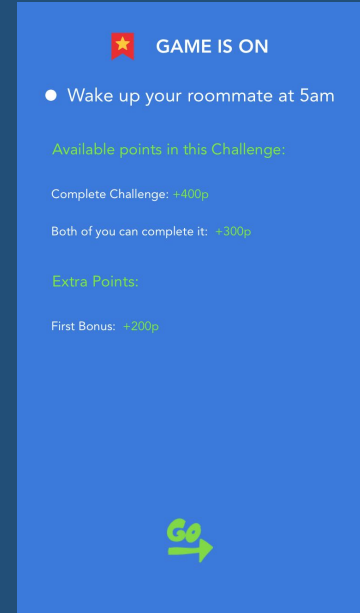 GAME IS ON
Wake up your roommate at 5am
Available points in this Challenge:
Complete Challenge: +400p
Both of you can complete it: +300p
Extra Points:
First Bonus: +200p
GO